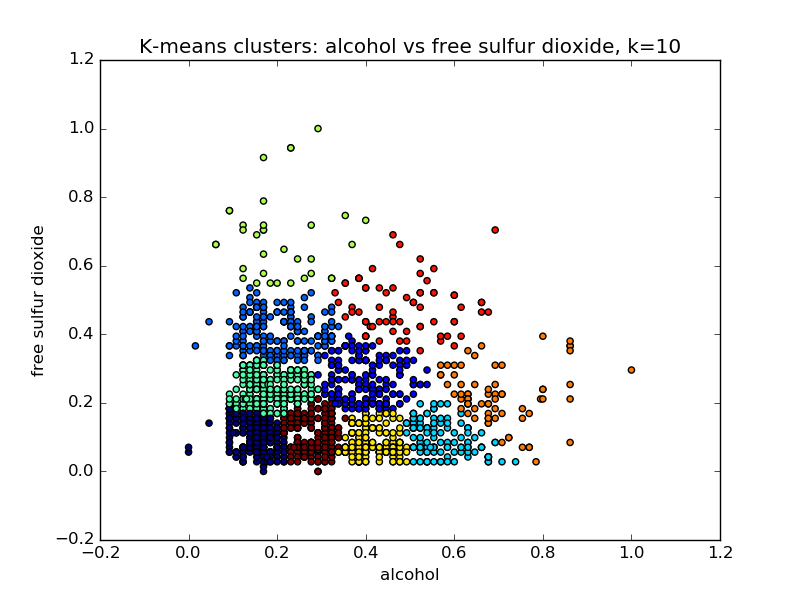 K-means clusters: alcohol vs free sulfur dioxide, k=10
1.2
1.0
0.8
0.6
0.4
0.2
0.0
−0.2
free sulfur dioxide
−0.2 0.0 0.2 0.4 0.6 0.8 1.0 1.2
alcohol